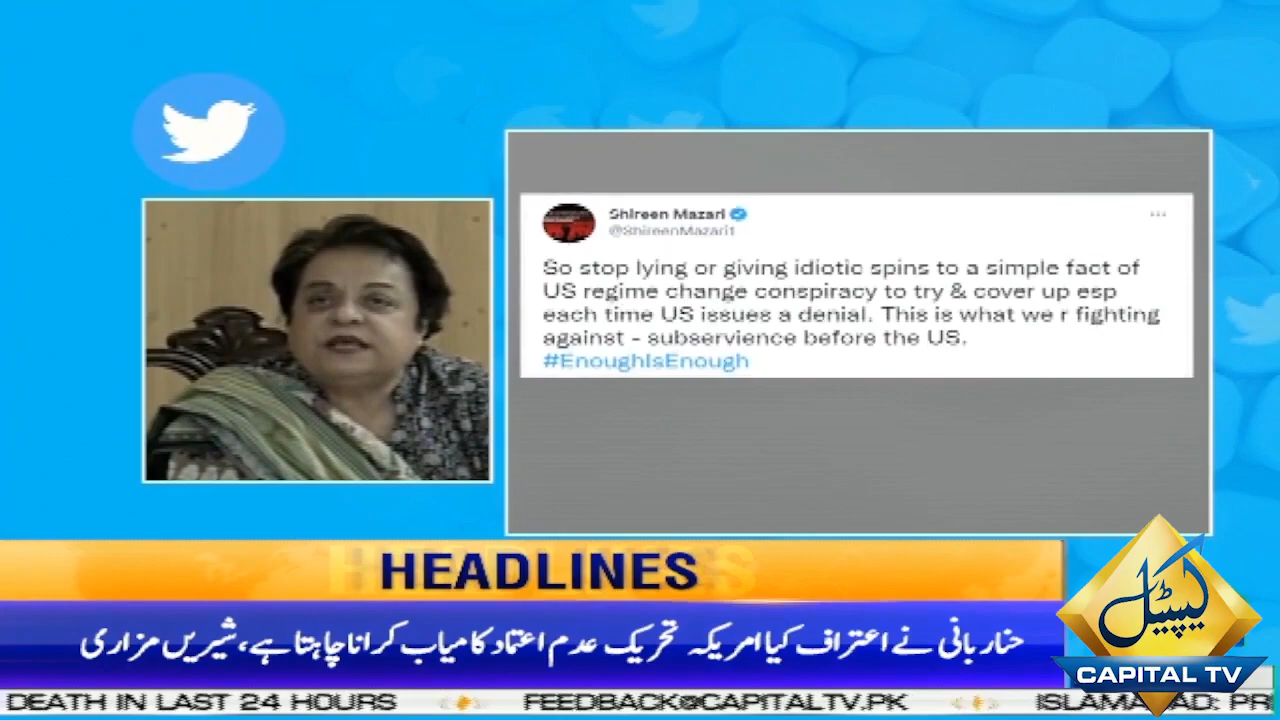 Shireen Mazari
@ShireenMazari1
So stop lying or giving idiotic spins to a simple fact of
US regime change conspiracy to try & cover up esp
each time US issues a denial. This is what we r fighting
against - subservience before the US.
#EnoughIsEnough
HEADLINES
حنا ربانی نے اعتراف کیا امریکہ تحریک عدم اعتماد کامیاب کرانا چاہتا ہے، شیریں مزاری
کیپیٹل
CAPITAL TV
DEATH IN LAST 24 HOURS FEEDBACK@CAPITALTV.PK ISLAMABAD: PR